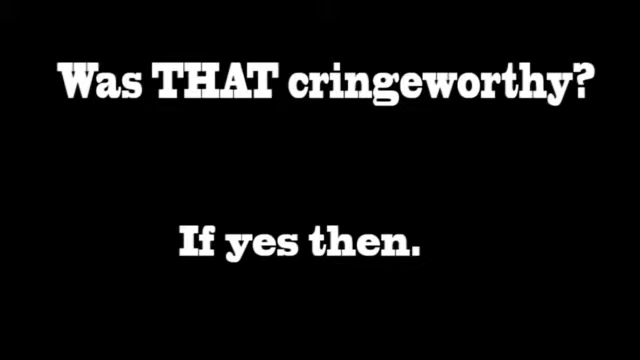 Was THAT cringeworthy?
If yes then.